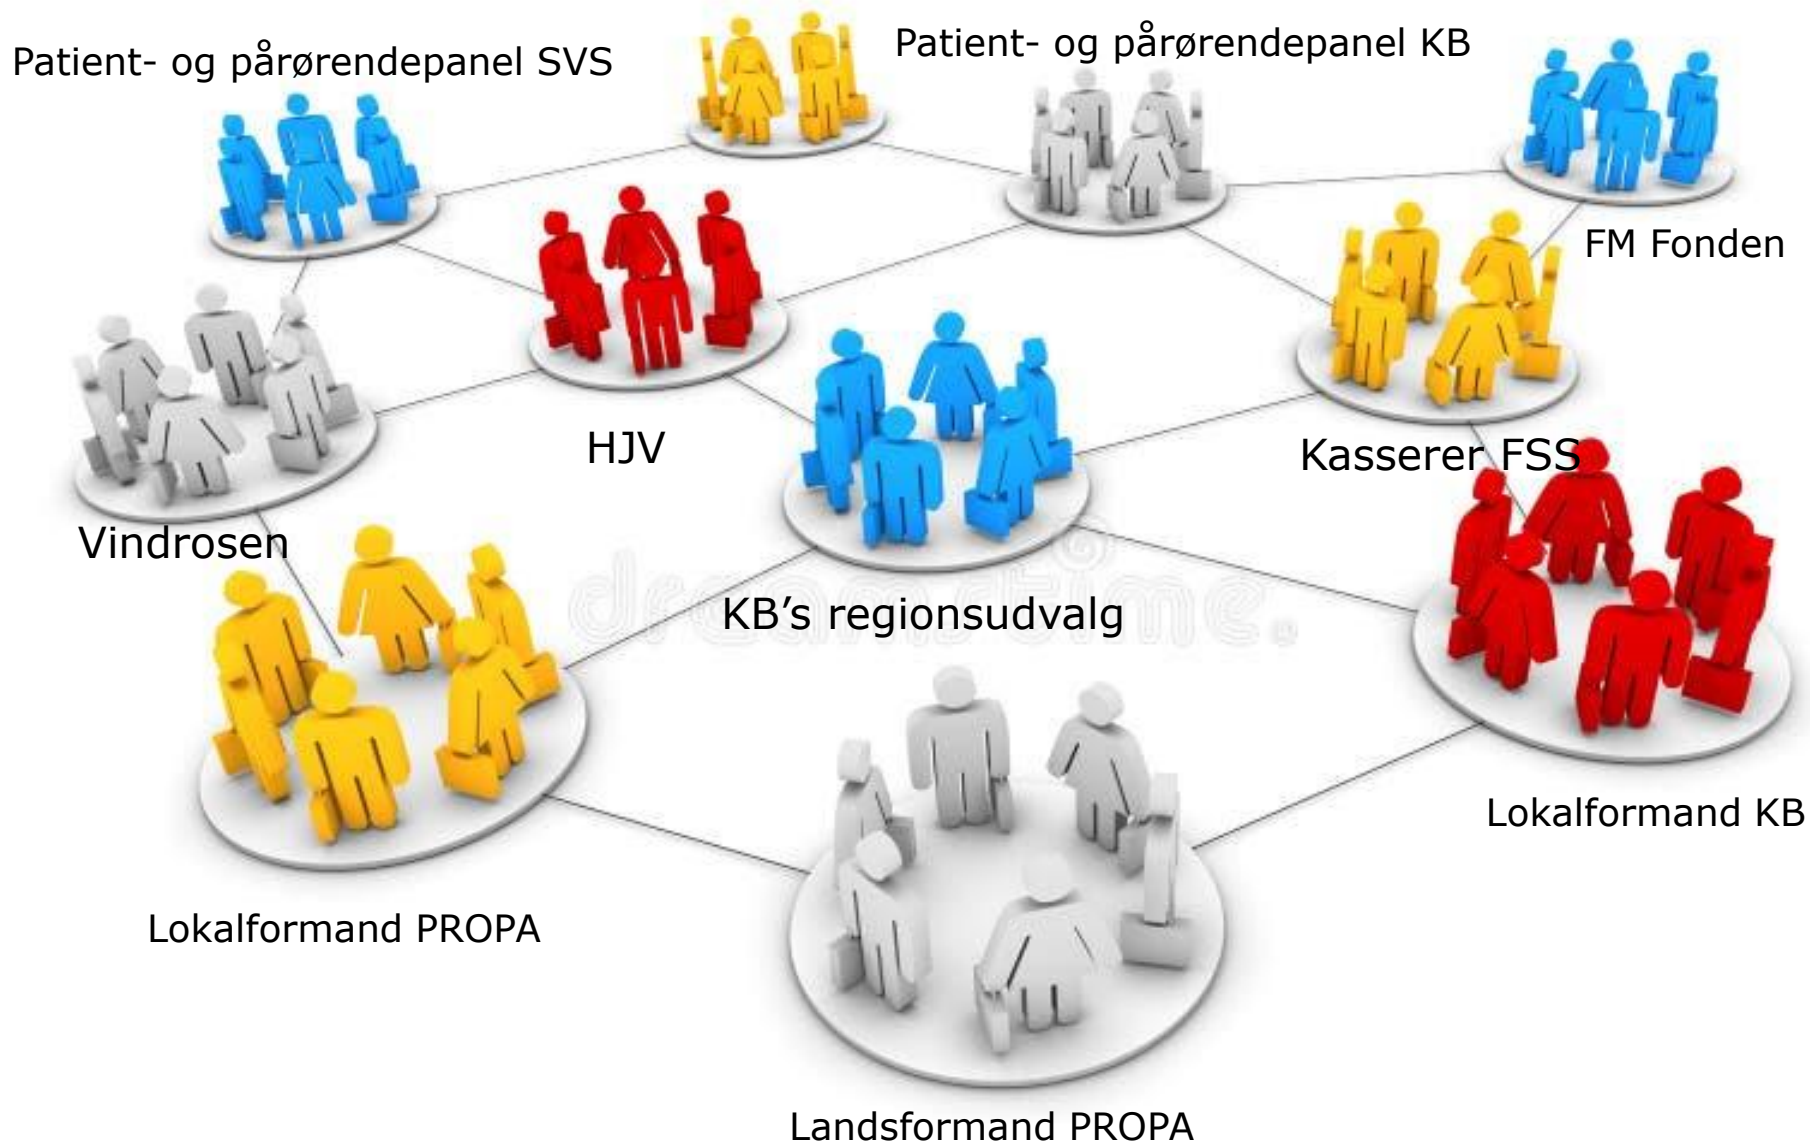 Patient- og pårørendepanel SVS
Patient- og pårørendepanel KB
FM Fonden
HJV
Kasserer FSS
Vindrosen
KB’s regionsudvalg
dreamstime.
Lokalformand KB
Lokalformand PROPA
Landsformand PROPA